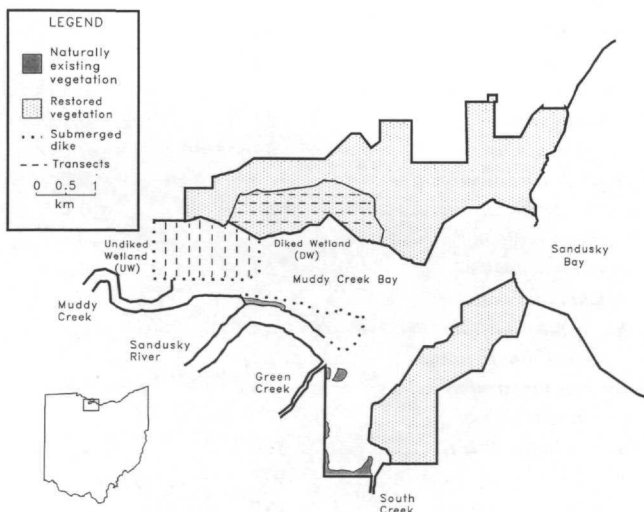 LEGEND
Naturally
existing
vegetation
Restored
vegetation
Submerged
dike
Transects
0 0.5 1
km
Undiked
Wetland
(UW)
Diked Wetland
(DW)
Muddy Creek Bay
Sandusky
Bay
Muddy
Creek
Sandusky
River
Green
Creek
South
Creek